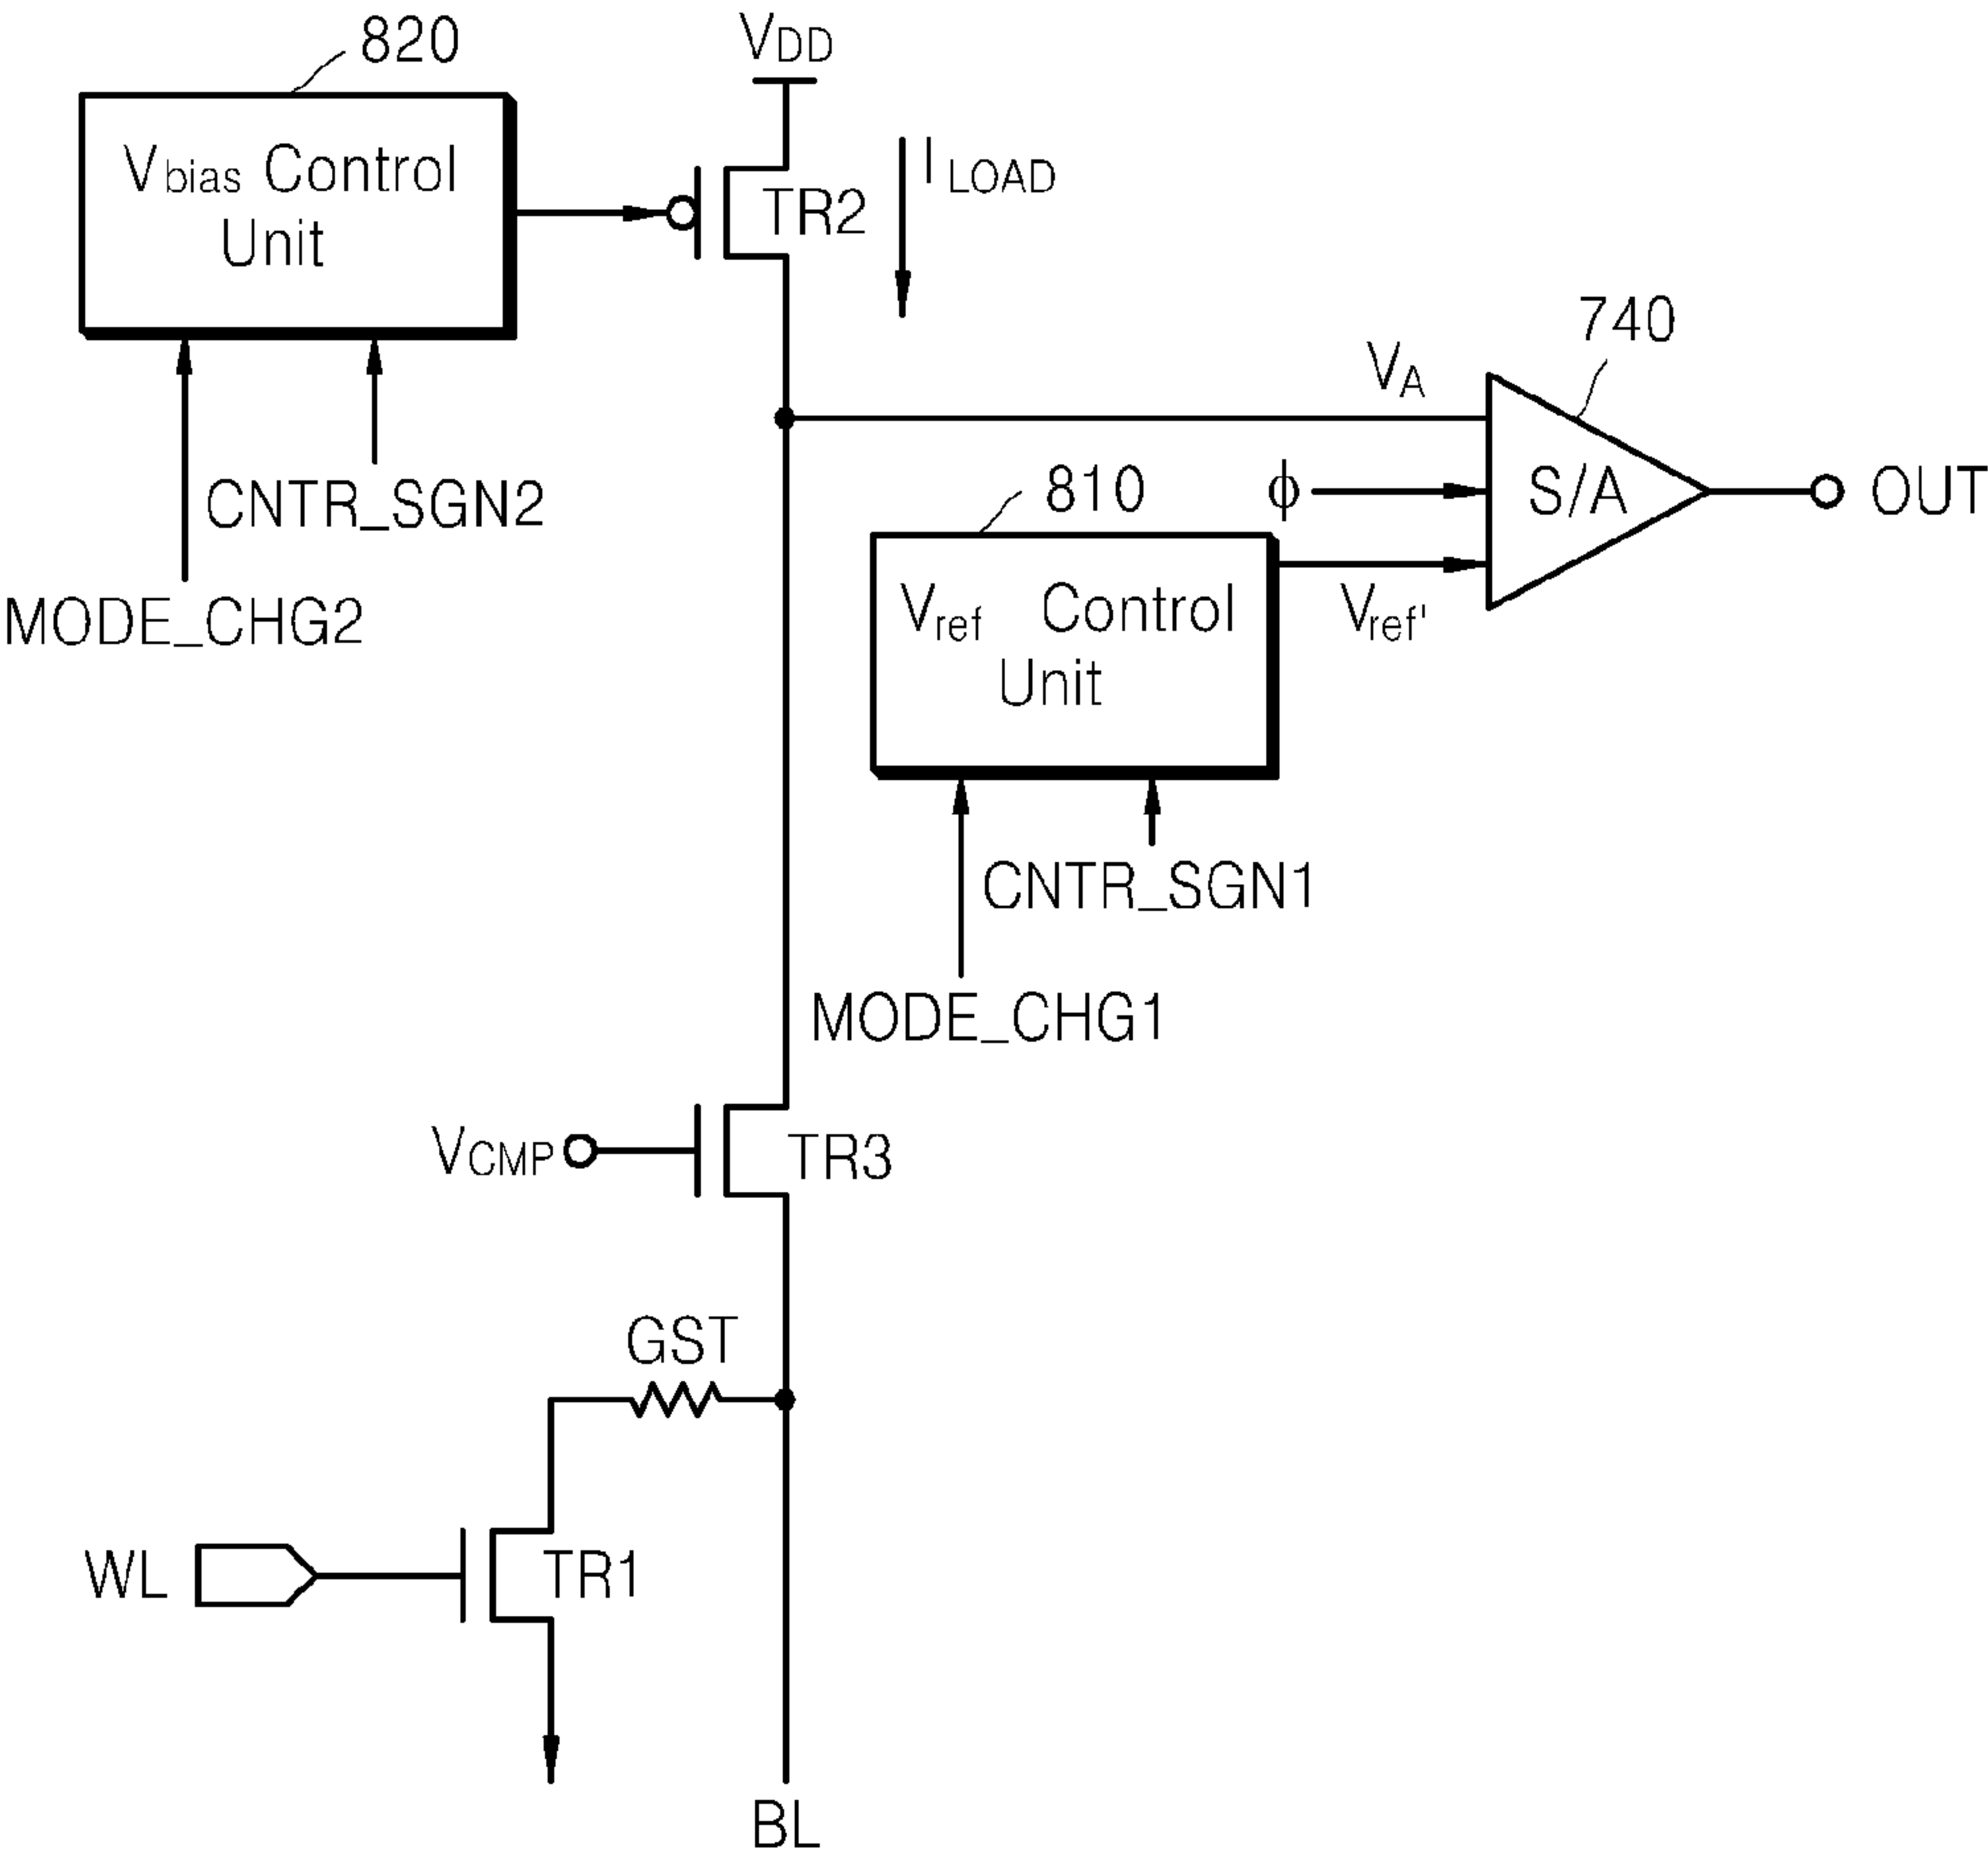 820
VDD
Vbias Control
Unit
TR2
I LOAD
CNTR_SGN2
MODE_CHG2
740
VA
ϕ
S/A
OUT
810
Vref Control
Unit
Vref'
CNTR_SGN1
MODE_CHG1
VCMP
TR3
GST
WL
TR1
BL